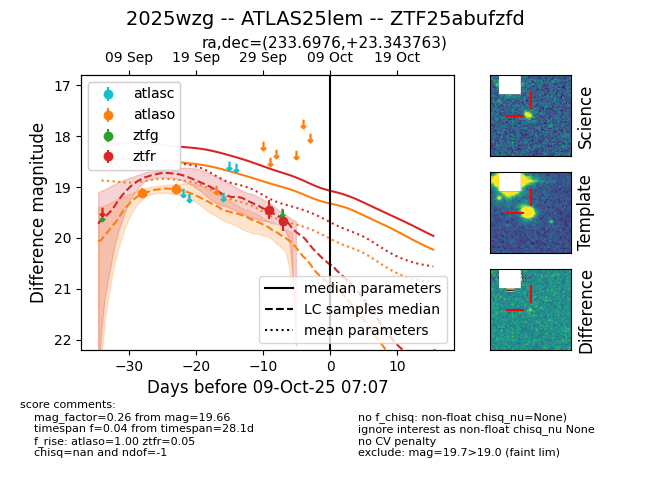 2025wzg -- ATLAS25lem -- ZTF25abufzfd
ra,dec=(233.6976,+23.343763)
09 Sep
19 Sep
29 Sep
09 Oct
19 Oct
17
18
19
20
21
22
Difference magnitude
atlasc
atlaso
ztfg
ztfr
median parameters
LC samples median
mean parameters
−30
−20
−10
0
10
Days before 09-Oct-25 07:07
Science
Template
Difference
score comments:
mag_factor=0.26 from mag=19.66
timespan f=0.04 from timespan=28.1d
f_rise: atlaso=1.00 ztfr=0.05
chisq=nan and ndof=-1
no f_chisq: non-float chisq_nu=None)
ignore interest as non-float chisq_nu None
no CV penalty
exclude: mag=19.7>19.0 (faint lim)